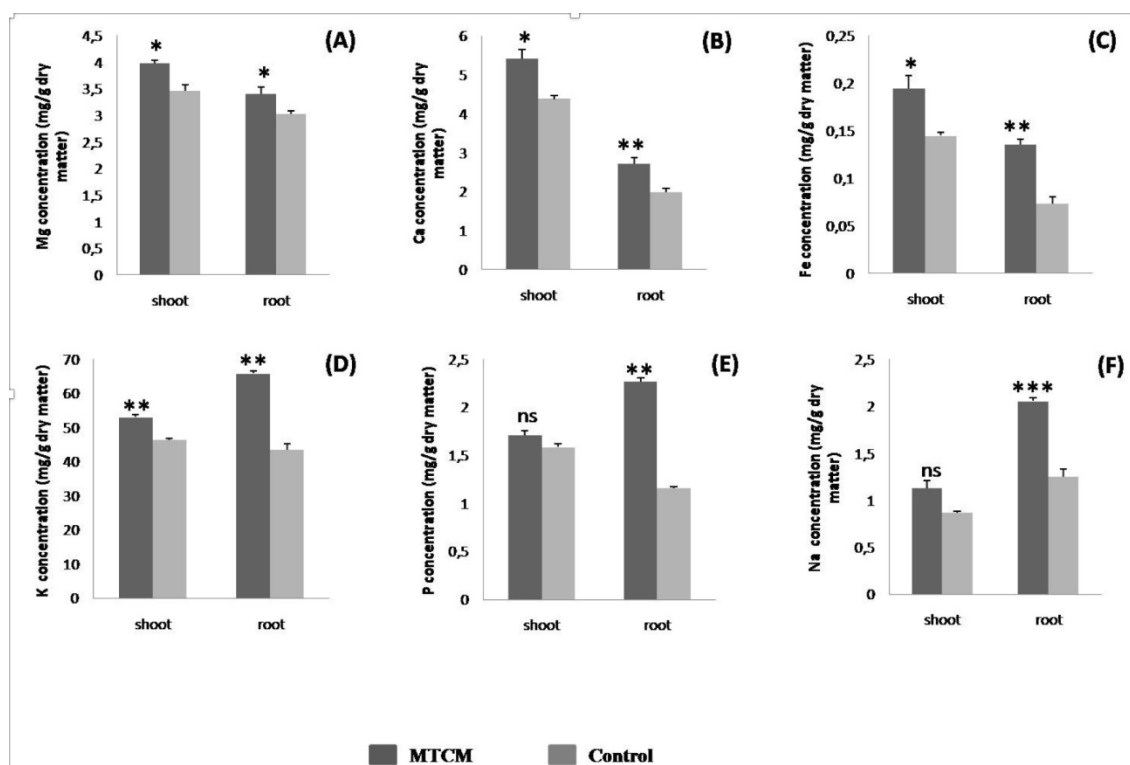 (A)
Mg concentration (mg/g dry
matter)
4,5
4
3,5
3
2,5
2
1,5
1
0,5
0
*
*
shoot root
(B)
Ca concentration (mg/g dry
matter)
6
5
4
3
2
1
0
*
**
shoot root
(C)
Fe concentration (mg/g dry matter)
0,25
0,2
0,15
0,1
0,05
0
*
**
shoot root
(D)
K concentration (mg/g dry matter)
70
60
50
40
30
20
10
0
**
**
shoot root
(E)
P concentration (mg/g dry matter)
2,5
2
1,5
1
0,5
0
ns
**
shoot root
(F)
Na concentration (mg/g dry
matter)
2,5
2
1,5
1
0,5
0
ns
***
shoot root
MTCM Control